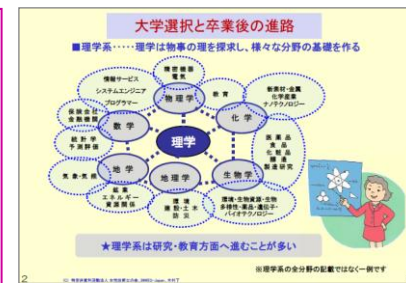 大学選択と卒業後の進路
■理学系・・・・・理学は物事の理を探求し、様々な分野の基礎を作る
精密機器
電気
情報サービス
システムエンジニア
プログラマー
物理学
教育
新素材・金属
化学産業
ナノテクノロジー
保険会社・
金融機関
数学
化学
統計学
予測評価
理学
医薬品
食品
化粧品
醸造
製造研究
気象・気候
地学
地理学
生物学
鉱業
エネルギー
資源関係
環境
建設・土木
防災
環境・生物資源・生物
多様性・薬品・遺伝子・
バイオテクノロジー
★理学系は研究・教育方面へ進むことが多い
※理学系の全分野の記載ではなく一例です
2